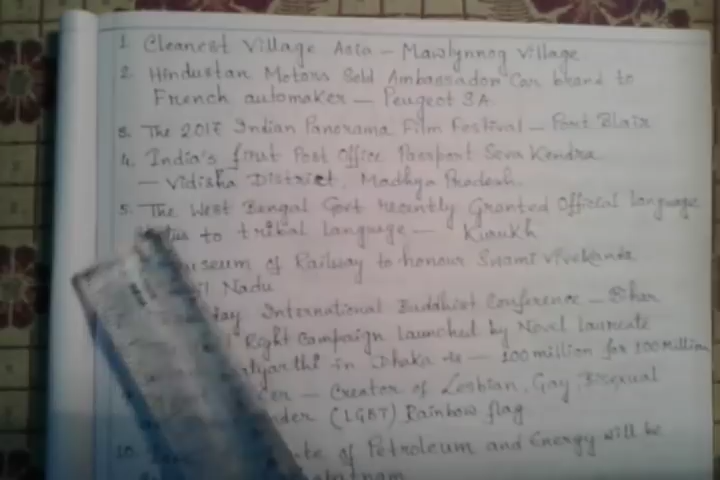 1. Cleanest Village Asia - Mawlynnog Village
2. Hindustan Motors Sold Ambassador Car brand to
French automaker - Peugeot SA
3. The 2017 Indian Panorama Film Festival - Port Blair
4. India's first Post Office Passport Seva Kendra
- Vidisha District, Madhya Pradesh.
5. The West Bengal Govt recently Granted Official language
to tribal language - Kurukh
useum of Railway to honour Swami Vivekanda
Nadu
International Buddhist Conference - Bihar
Right Campaign launched by Novel laureate
in Dhaka - 100 million for 100 Million
- Creator of Lesbian, Gay, Bisexual
(LGBT) Rainbow flag
10. of Petroleum and Energy will be